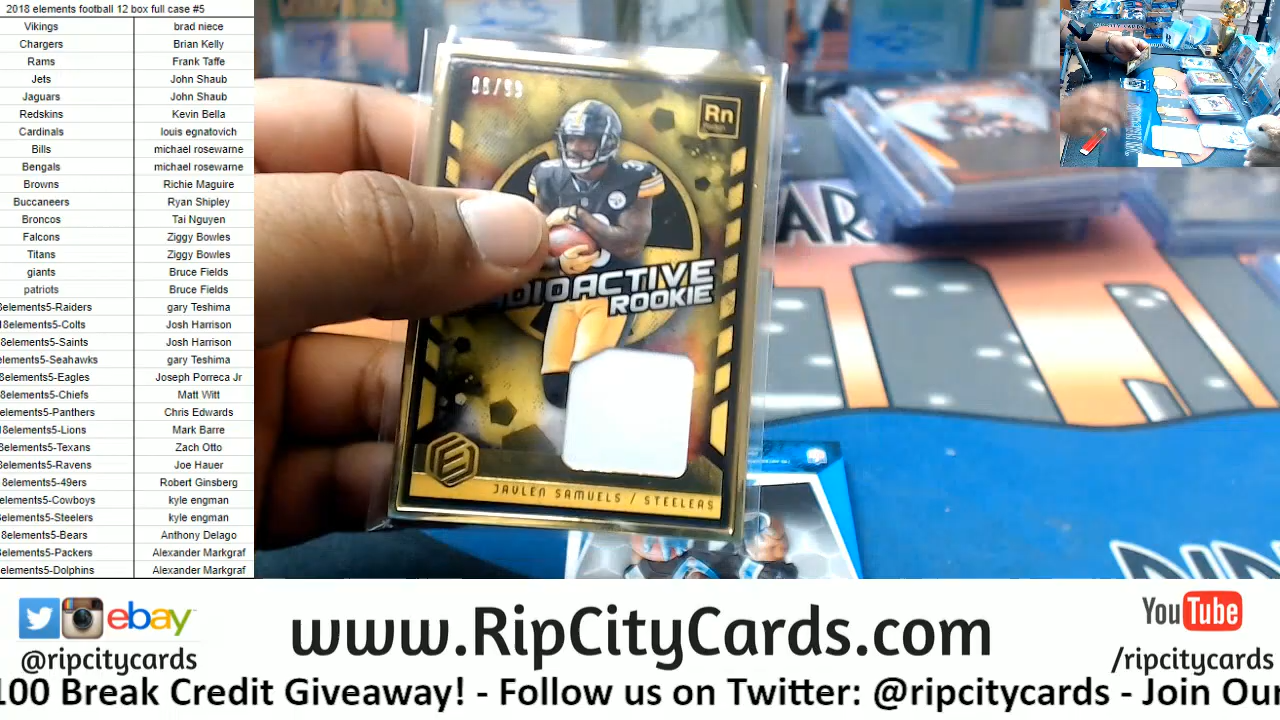 2018 elements football 12 box full case #5
Vikings brad niece
Chargers Brian Kelly
Rams Frank Taffe
Jets John Shaub
Jaguars John Shaub
Redskins Kevin Bella
Cardinals louis egnatovich
Bills michael rosewarne
Bengals michael rosewarne
Browns Richie Maguire
Buccaneers Ryan Shipley
Broncos Tai Nguyen
Falcons Ziggy Bowles
Titans Ziggy Bowles
giants Bruce Fields
patriots Bruce Fields
8elements5-Raiders gary Teshima
18elements5-Colts Josh Harrison
8elements5-Saints Josh Harrison
elements5-Seahawks gary Teshima
8elements5-Eagles Joseph Porreca Jr
8elements5-Chiefs Matt Witt
elements5-Panthers Chris Edwards
18elements5-Lions Mark Barre
8elements5-Texans Zach Otto
8elements5-Ravens Joe Hauer
8elements5-49ers Robert Ginsberg
elements5-Cowboys kyle engman
8elements5-Steelers kyle engman
8elements5-Bears Anthony Delago
elements5-Packers Alexander Markgraf
elements5-Dolphins Alexander Markgraf
Rn
DIOACTIVE
ROOKIE
JAYLEN SAMUELS / STEELERS
AR
ebay
@ripcitycards
www.RipCityCards.com
YouTube
/ripcitycards
100 Break Credit Giveaway! - Follow us on Twitter: @ripcitycards - Join Our